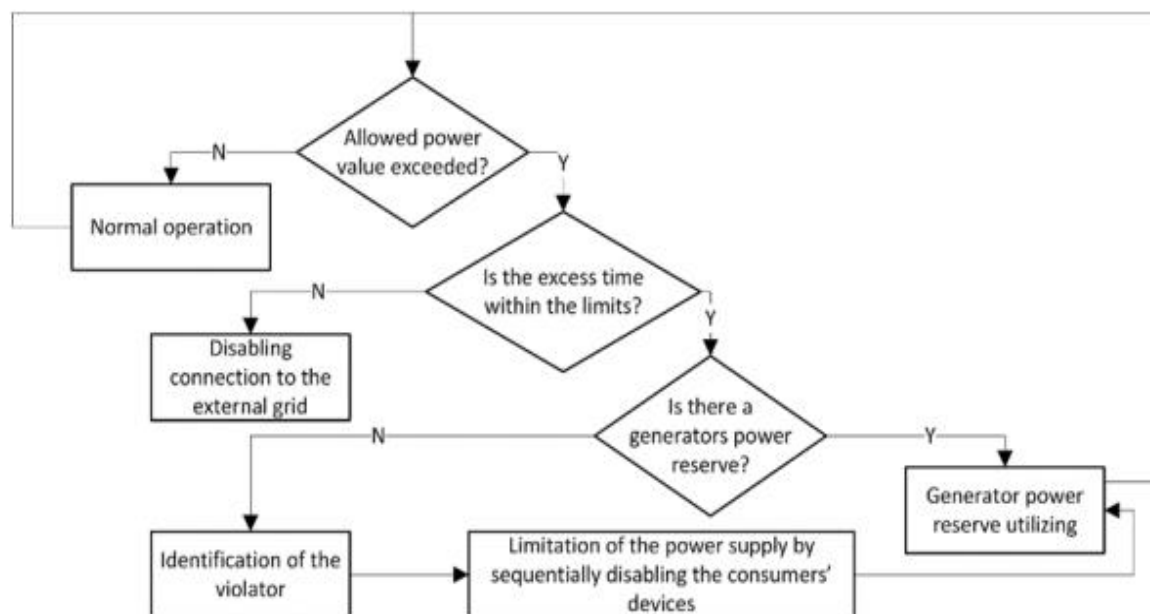 Allowed power
value exceeded?
N
Y
Normal operation
Is the excess time
within the limits?
N
Y
Disabling
connection to the
external grid
Is there a
generators power
reserve?
N
Y
Generator power
reserve utilizing
Identification of the
violator
Limitation of the power supply by
sequentially disabling the consumers’
devices